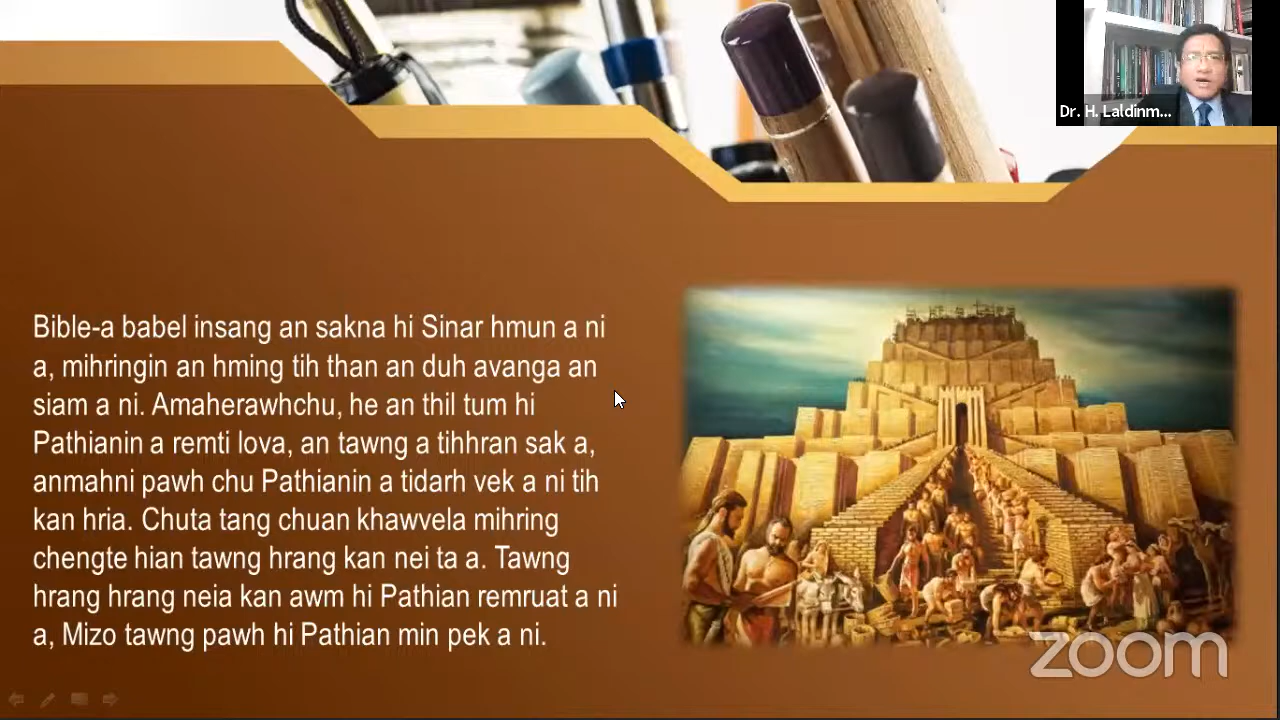 Dr. H. Laldinm...
Bible-a babel insang an sakna hi Sinar hmun a ni
a, mihringin an hming tih than an duh avanga an
siam a ni. Amaherawhchu, he an thil tum hi
Pathianin a remti lova, an tawng a tihhran sak a,
anmahni pawh chu Pathianin a tidarh vek a ni tih
kan hria. Chuta tang chuan khawvela mihring
chengte hian tawng hrang kan nei ta a. Tawng
hrang hrang neia kan awm hi Pathian remruat a ni
a, Mizo tawng pawh hi Pathian min pek a ni.
zoom